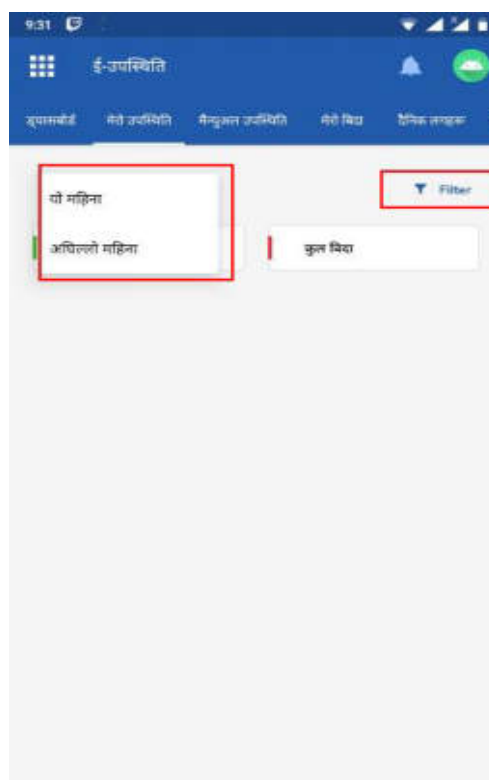 9:31
ई-उपस्थिति
ड्यासबोर्ड मेरो उपस्थिति मैन्युअल उपस्थिति मेरो बिदा दैनिक लगहरू
यो महिना
Filter
अघिल्लो महिना
कुल बिदा